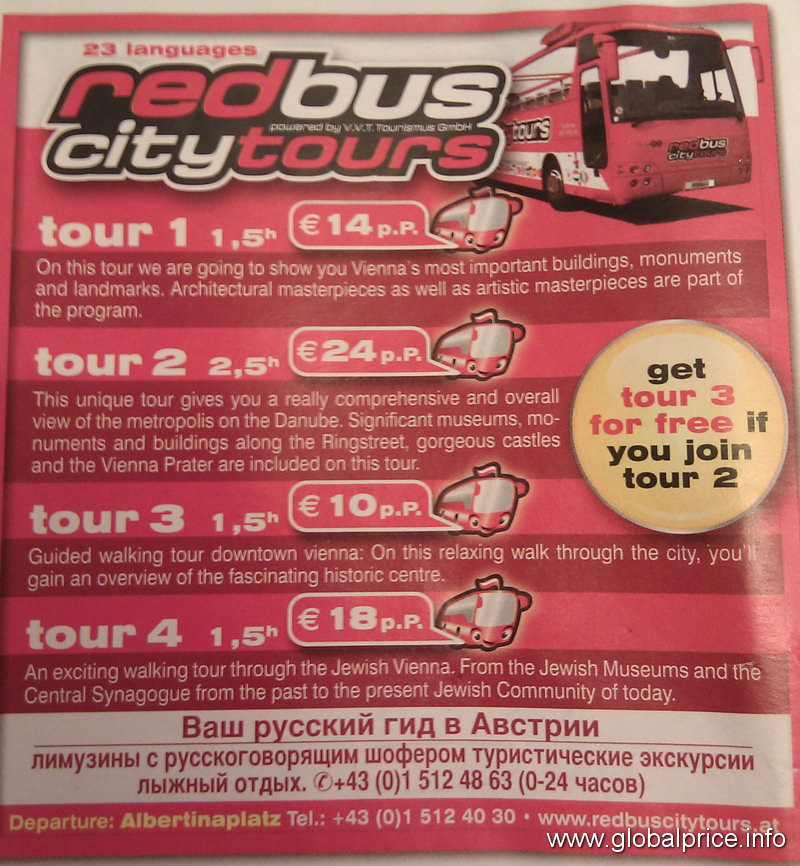 23 languages
redbus
powered by V.V.T. Tourismus GmbH
citytours
tours
redbus
citytours
tour 1 1,5h € 14 p.P.
On this tour we are going to show you Vienna's most important buildings, monuments
and landmarks. Architectural masterpieces as well as artistic masterpieces are part of
the program.
tour 2 2,5h € 24 p.P.
This unique tour gives you a really comprehensive and overall
view of the metropolis on the Danube. Significant museums, mo-
numents and buildings along the Ringstreet, gorgeous castles
and the Vienna Prater are included on this tour.
get
tour 3
for free if
you join
tour 2
tour 3 1,5h € 10 p.P.
Guided walking tour downtown vienna: On this relaxing walk through the city, you'll
gain an overview of the fascinating historic centre.
tour 4 1,5h € 18 p.P.
An exciting walking tour through the Jewish Vienna. From the Jewish Museums and the
Central Synagogue from the past to the present Jewish Community of today.
Ваш русский гид в Австрии
лимузины с русскоговорящим шофером туристические экскурсии
лыжный отдых. ✆+43 (0)1 512 48 63 (0-24 часов)
Departure: Albertinaplatz Tel.: +43 (0)1 512 40 30 • www.redbuscitytours.at
www.globalprice.info